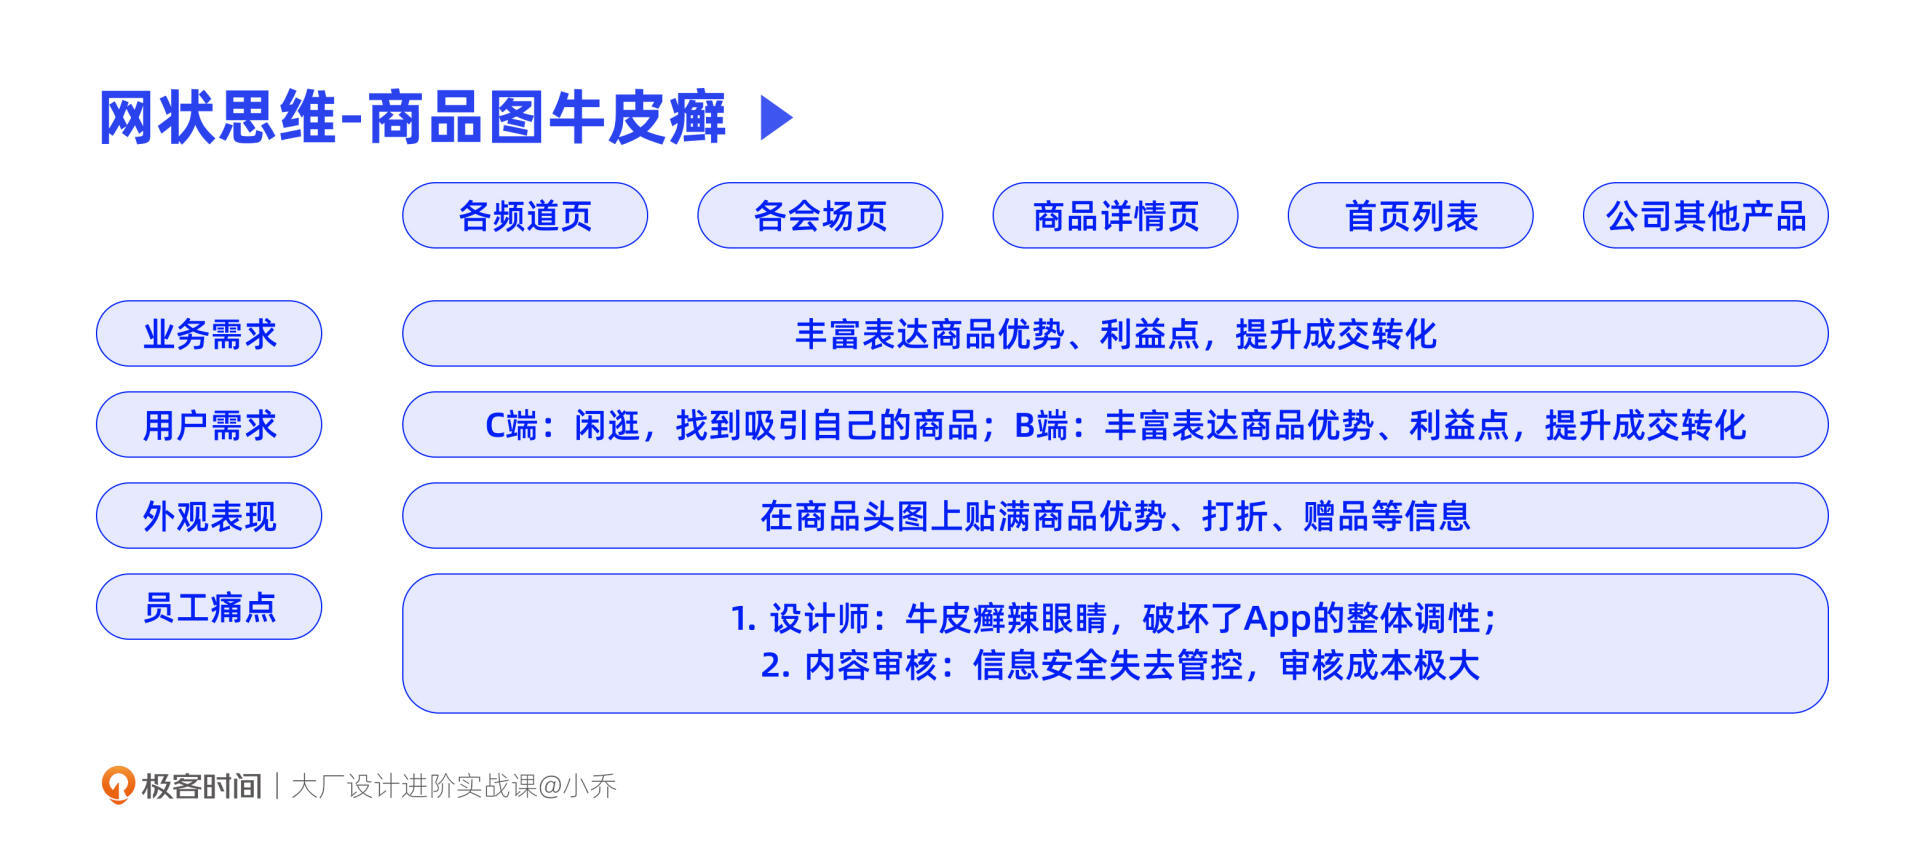 网状思维-商品图牛皮癣
各频道页
各会场页
商品详情页
首页列表
公司其他产品
业务需求
丰富表达商品优势、利益点，提升成交转化
用户需求
C端：闲逛，找到吸引自己的商品；B端：丰富表达商品优势、利益点，提升成交转化
外观表现
在商品头图上贴满商品优势、打折、赠品等信息
员工痛点
1. 设计师：牛皮癣辣眼睛，破坏了App的整体调性；
2. 内容审核：信息安全失去管控，审核成本极大
极客时间 | 大厂设计进阶实战课@小乔